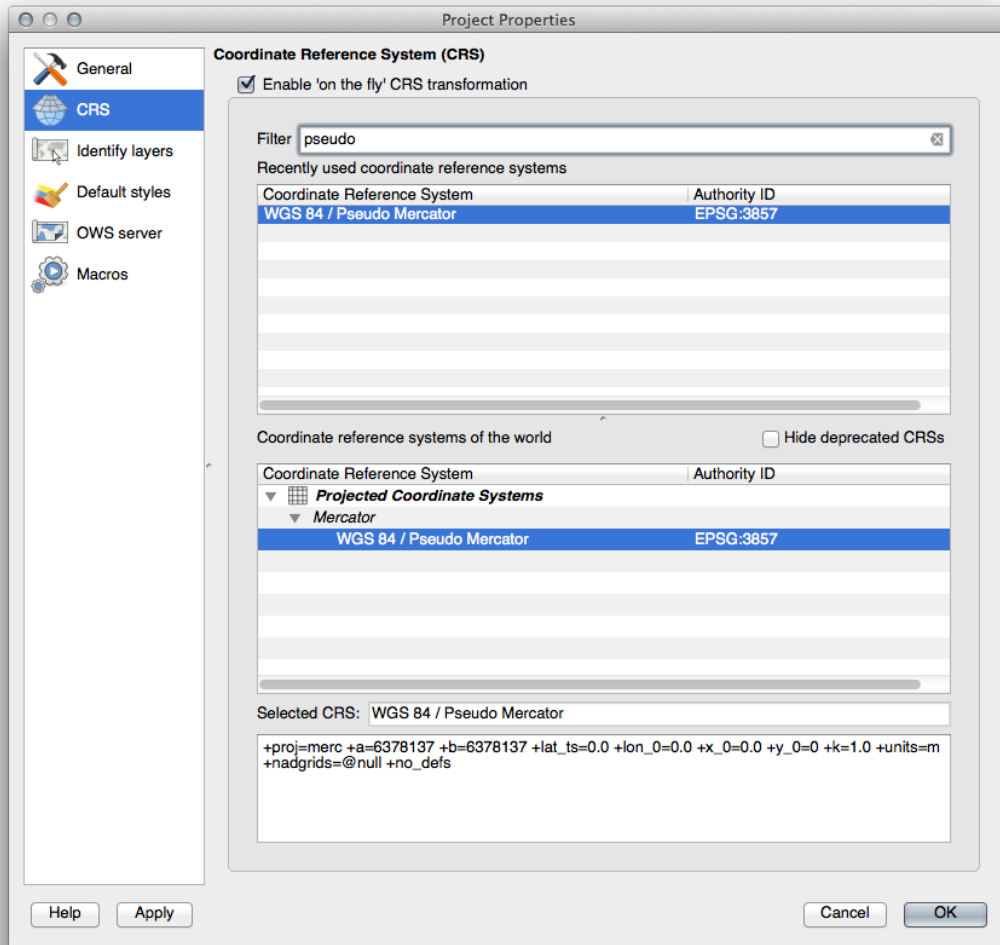 Project Properties
General
CRS
Identify layers
Default styles
OWS server
Macros
Coordinate Reference System (CRS)
Enable 'on the fly' CRS transformation
Filter pseudo
Recently used coordinate reference systems
Coordinate Reference System Authority ID
WGS 84 / Pseudo Mercator EPSG:3857
Coordinate reference systems of the world Hide deprecated CRSs
Coordinate Reference System Authority ID
Projected Coordinate Systems
Mercator
WGS 84 / Pseudo Mercator EPSG:3857
Selected CRS: WGS 84 / Pseudo Mercator
+proj=merc +a=6378137 +b=6378137 +lat_ts=0.0 +lon_0=0.0 +x_0=0.0 +y_0=0 +k=1.0 +units=m
+nadgrids=@null +no_defs
Help Apply Cancel OK